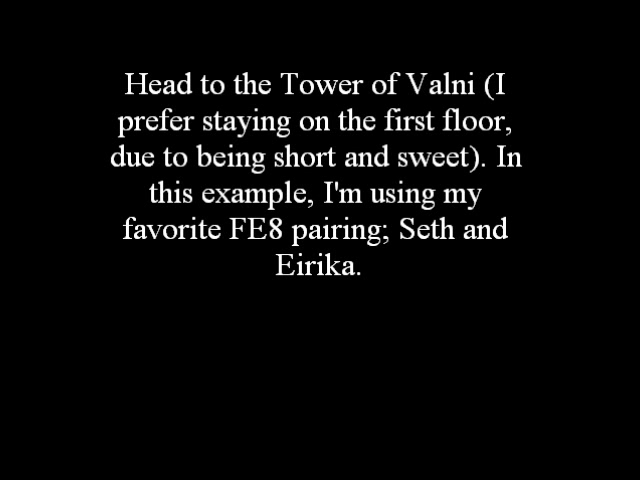 Head to the Tower of Valni (I
prefer staying on the first floor,
due to being short and sweet). In
this example, I'm using my
favorite FE8 pairing; Seth and
Eirika.